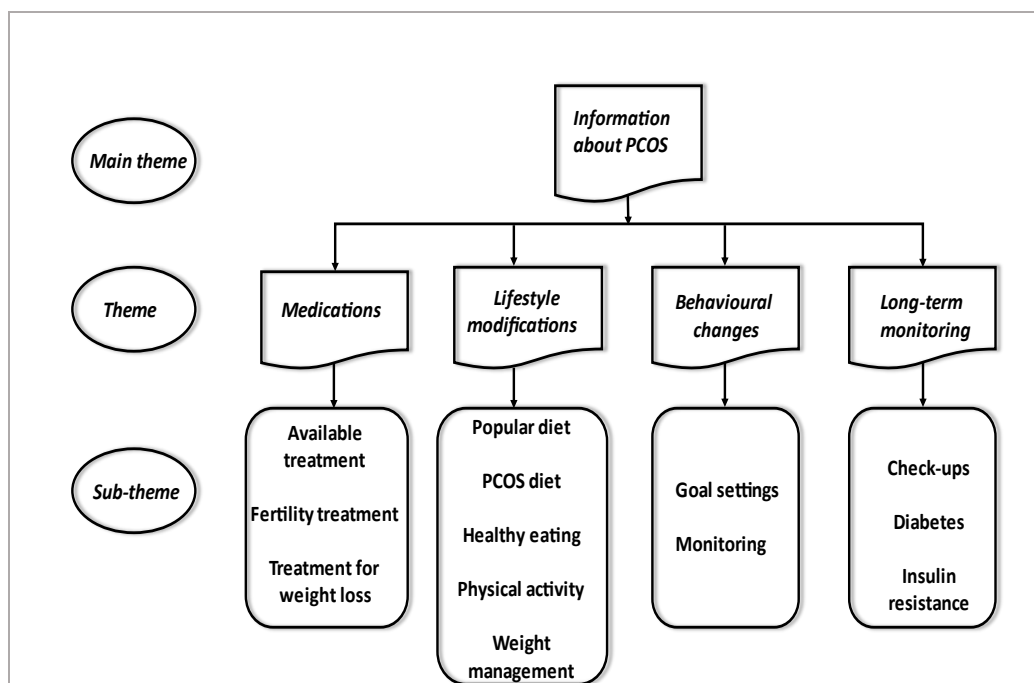 Main theme
Information
about PCOS
Theme
Medications
Lifestyle
modifications
Behavioural
changes
Long-term
monitoring
Sub-theme
Available
treatment
Fertility treatment
Treatment for
weight loss
Popular diet
PCOS diet
Healthy eating
Physical activity
Weight
management
Goal settings
Monitoring
Check-ups
Diabetes
Insulin
resistance